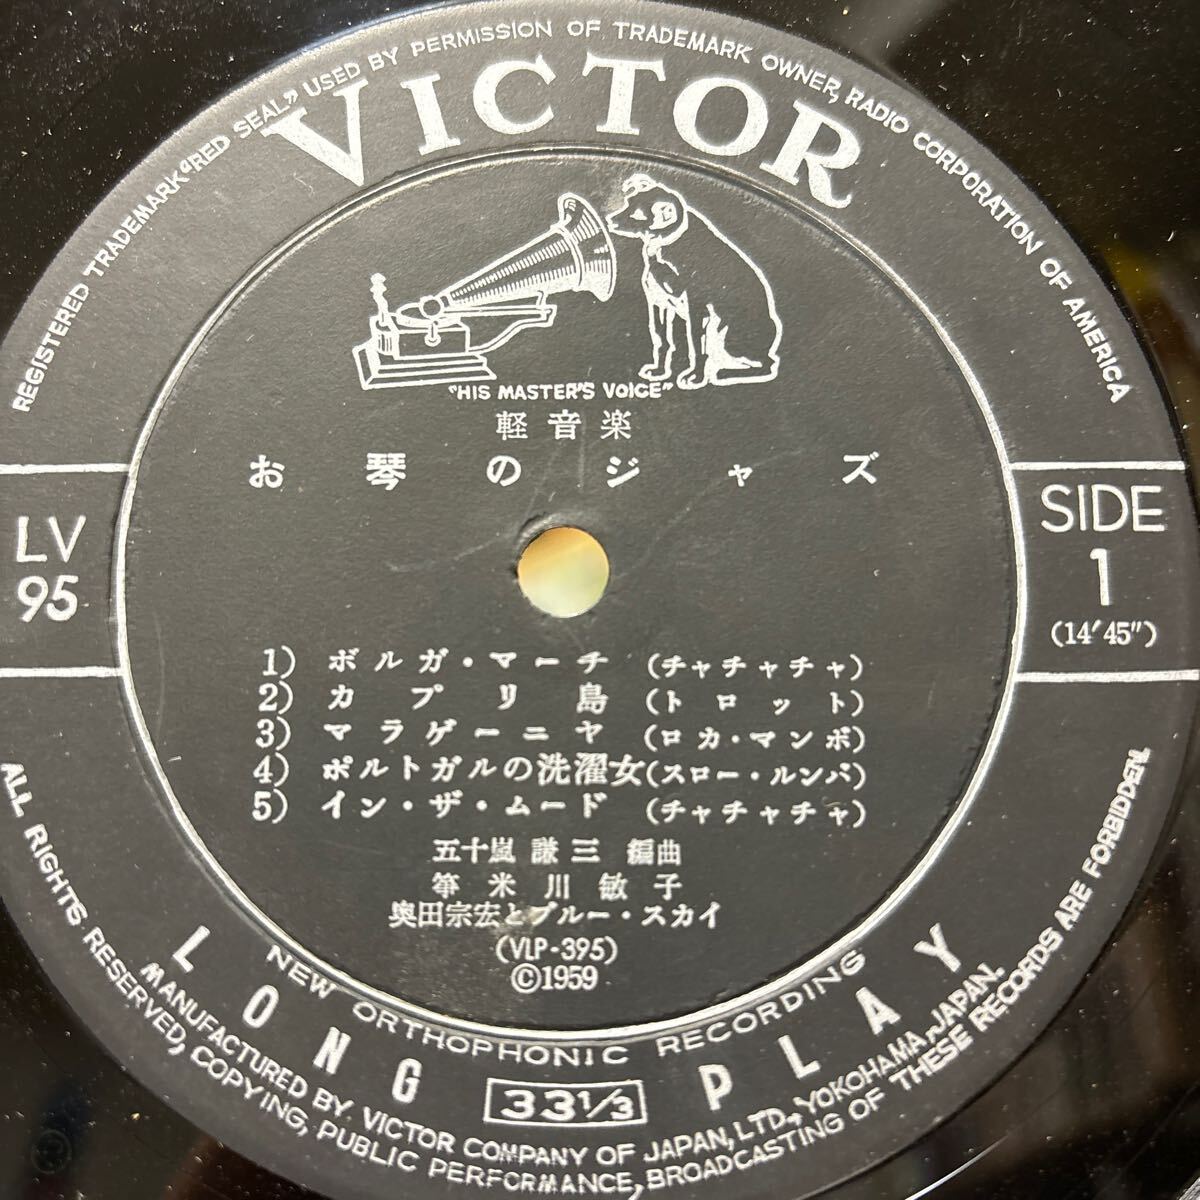 REGISTERED TRADEMARK "RED SEAL" USED BY PERMISSION OF TRADEMARK OWNER, RADIO CORPORATION OF AMERICA
VICTOR
"HIS MASTER'S VOICE"
軽音楽
お琴のジャズ
LV
95
SIDE
1
(14′45″)
1) ボルガ・マーチ (チャチャチャ)
2) カプリ島 (トロット)
3) マラゲーニヤ (ロカ・マンボ)
4) ポルトガルの洗濯女 (スロー・ルンバ)
5) イン・ザ・ムード (チャチャチャ)
五十嵐 謙三 編曲
箏 米川敏子
奥田宗宏とブルー・スカイ
(VLP-395)
©1959
NEW ORTHOPHONIC RECORDING
LONG PLAY
33⅓
MANUFACTURED BY VICTOR COMPANY OF JAPAN, LTD., YOKOHAMA, JAPAN.
ALL RIGHTS RESERVED, COPYING, PUBLIC PERFORMANCE, BROADCASTING OF THESE RECORDS ARE FORBIDDEN.